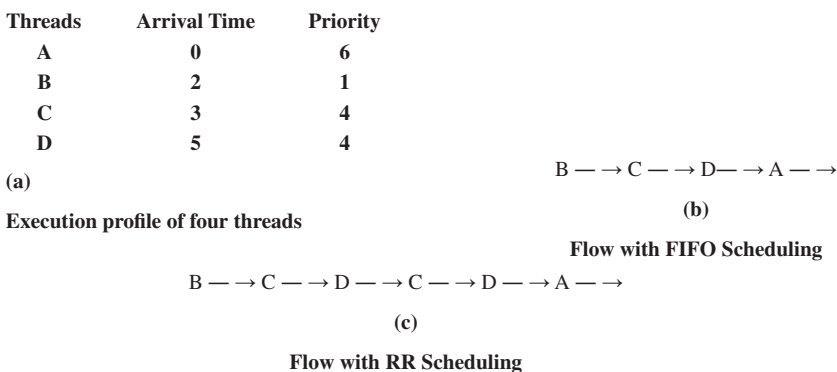 Threads Arrival Time Priority
A 0 6
B 2 1
C 3 4
D 5 4
(a)
Execution profile of four threads
B — → C — → D— → A — →
(b)
Flow with FIFO Scheduling
B — → C — → D — → C — → D — → A — →
(c)
Flow with RR Scheduling